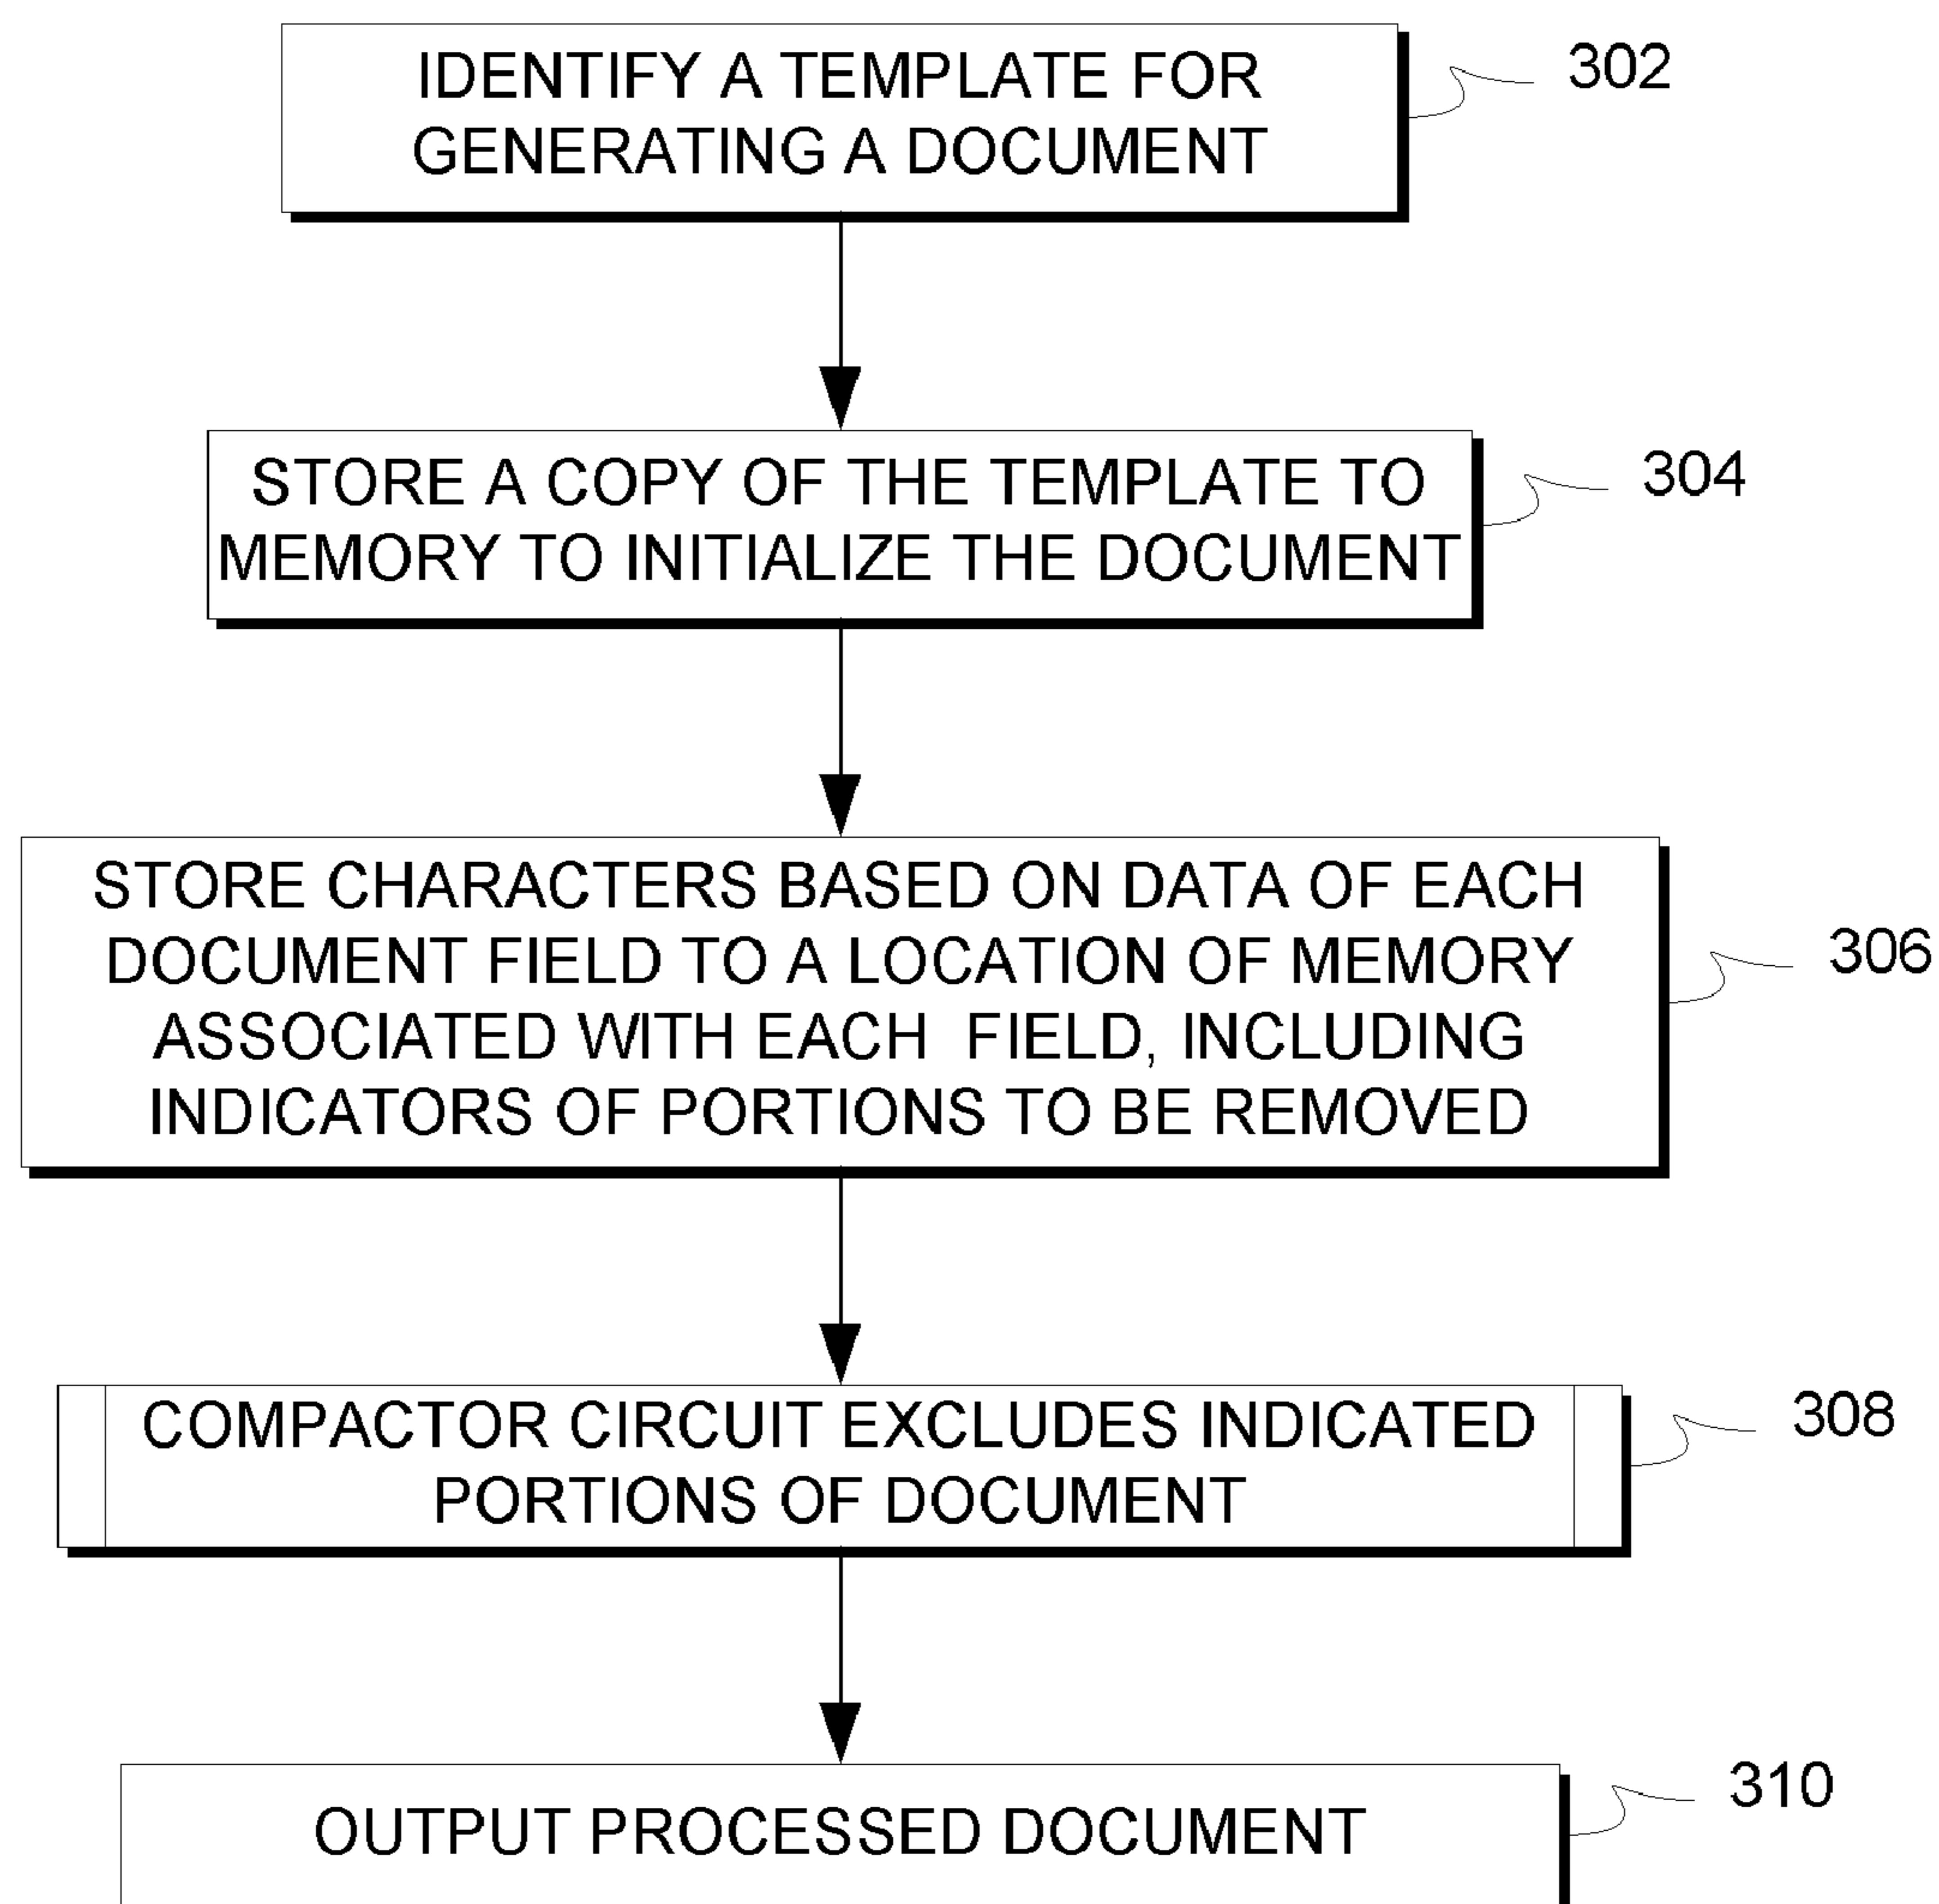 IDENTIFY A TEMPLATE FOR
GENERATING A DOCUMENT
302
STORE A COPY OF THE TEMPLATE TO
MEMORY TO INITIALIZE THE DOCUMENT
304
STORE CHARACTERS BASED ON DATA OF EACH
DOCUMENT FIELD TO A LOCATION OF MEMORY
ASSOCIATED WITH EACH FIELD, INCLUDING
INDICATORS OF PORTIONS TO BE REMOVED
306
COMPACTOR CIRCUIT EXCLUDES INDICATED
PORTIONS OF DOCUMENT
308
OUTPUT PROCESSED DOCUMENT
310